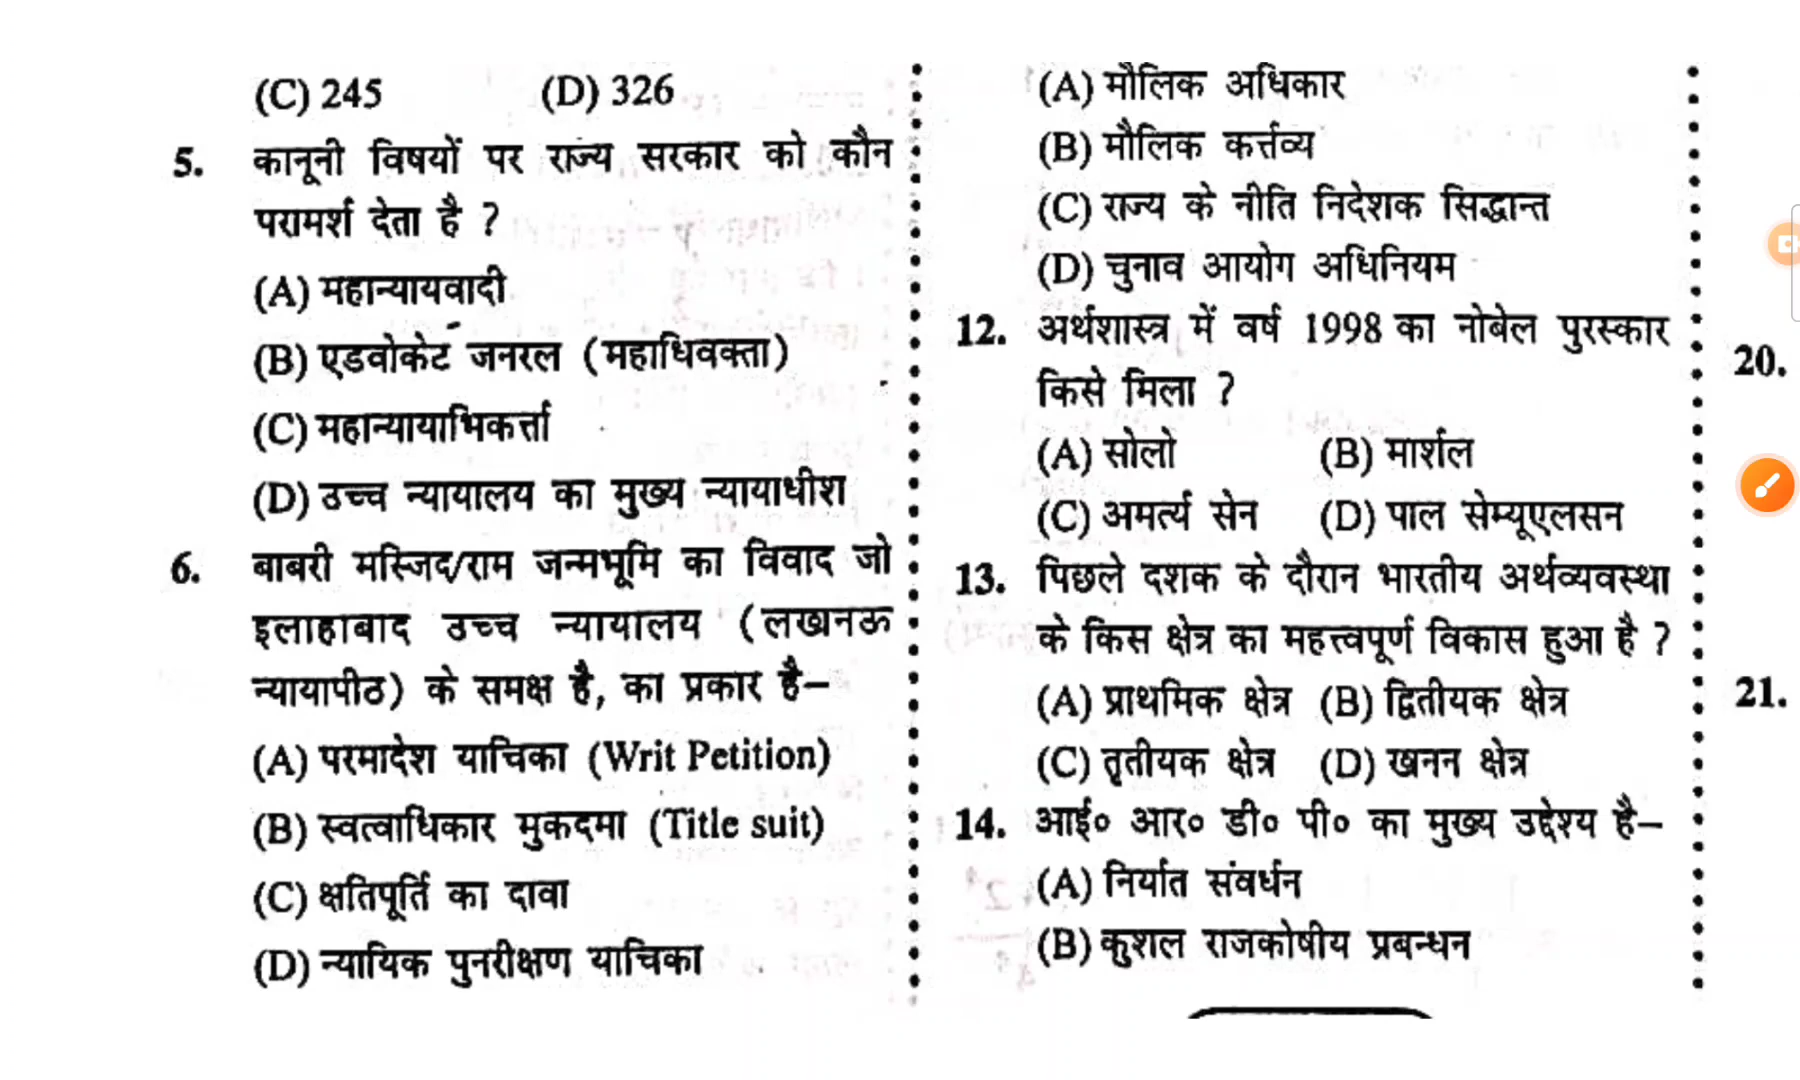 (C) 245 (D) 326
5. कानूनी विषयों पर राज्य सरकार को कौन
परामर्श देता है ?
(A) महान्यायवादी
(B) एडवोकेट जनरल (महाधिवक्ता)
(C) महान्यायाभिकर्त्ता
(D) उच्च न्यायालय का मुख्य न्यायाधीश
6. बाबरी मस्जिद/राम जन्मभूमि का विवाद जो
इलाहाबाद उच्च न्यायालय (लखनऊ
न्यायापीठ) के समक्ष है, का प्रकार है–
(A) परमादेश याचिका (Writ Petition)
(B) स्वत्वाधिकार मुकदमा (Title suit)
(C) क्षतिपूर्ति का दावा
(D) न्यायिक पुनरीक्षण याचिका
(A) मौलिक अधिकार
(B) मौलिक कर्त्तव्य
(C) राज्य के नीति निदेशक सिद्धान्त
(D) चुनाव आयोग अधिनियम
12. अर्थशास्त्र में वर्ष 1998 का नोबेल पुरस्कार
किसे मिला ?
(A) सोलो (B) मार्शल
(C) अमर्त्य सेन (D) पाल सेम्यूएलसन
13. पिछले दशक के दौरान भारतीय अर्थव्यवस्था
के किस क्षेत्र का महत्त्वपूर्ण विकास हुआ है ?
(A) प्राथमिक क्षेत्र (B) द्वितीयक क्षेत्र
(C) तृतीयक क्षेत्र (D) खनन क्षेत्र
14. आई० आर० डी० पी० का मुख्य उद्देश्य है–
(A) निर्यात संवर्धन
(B) कुशल राजकोषीय प्रबन्धन
20.
21.